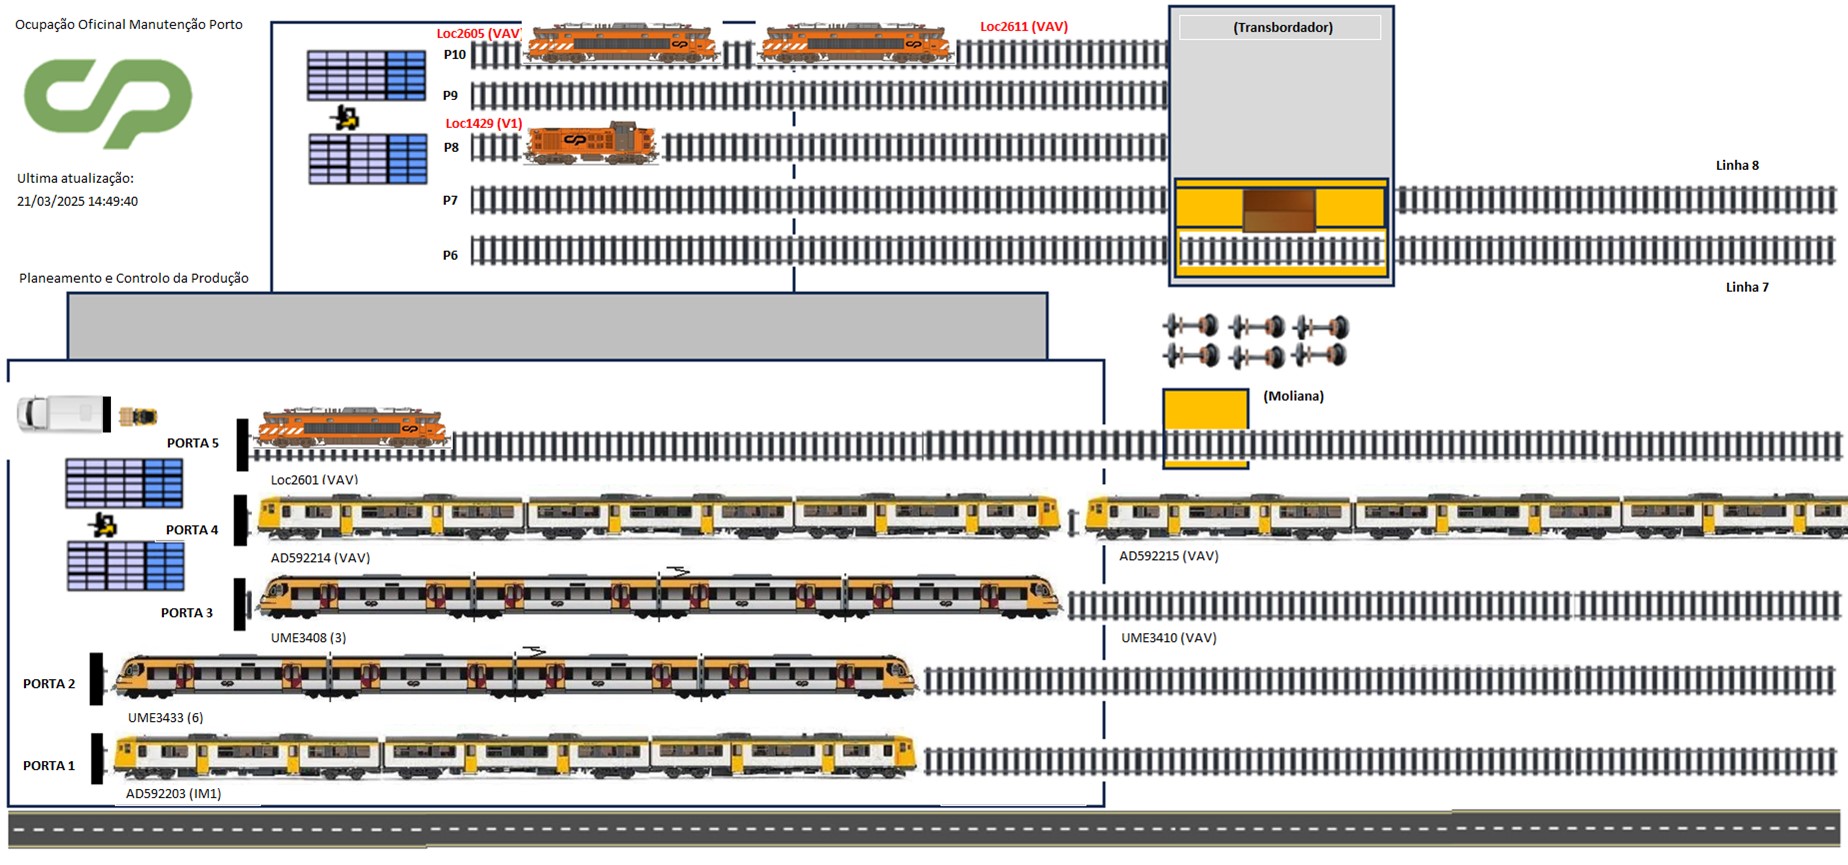 Ocupação Oficinal Manutenção Porto
CP
Ultima atualização:
21/03/2025 14:49:40
Planeamento e Controlo da Produção
Loc2605 (VAV)
Loc2611 (VAV)
P10
P9
Loc1429 (V1)
P8
P7
P6
(Transbordador)
Linha 8
Linha 7
(Moliana)
PORTA 5
Loc2601 (VAV)
PORTA 4
AD592214 (VAV)
AD592215 (VAV)
PORTA 3
UME3408 (3)
UME3410 (VAV)
PORTA 2
UME3433 (6)
PORTA 1
AD592203 (IM1)